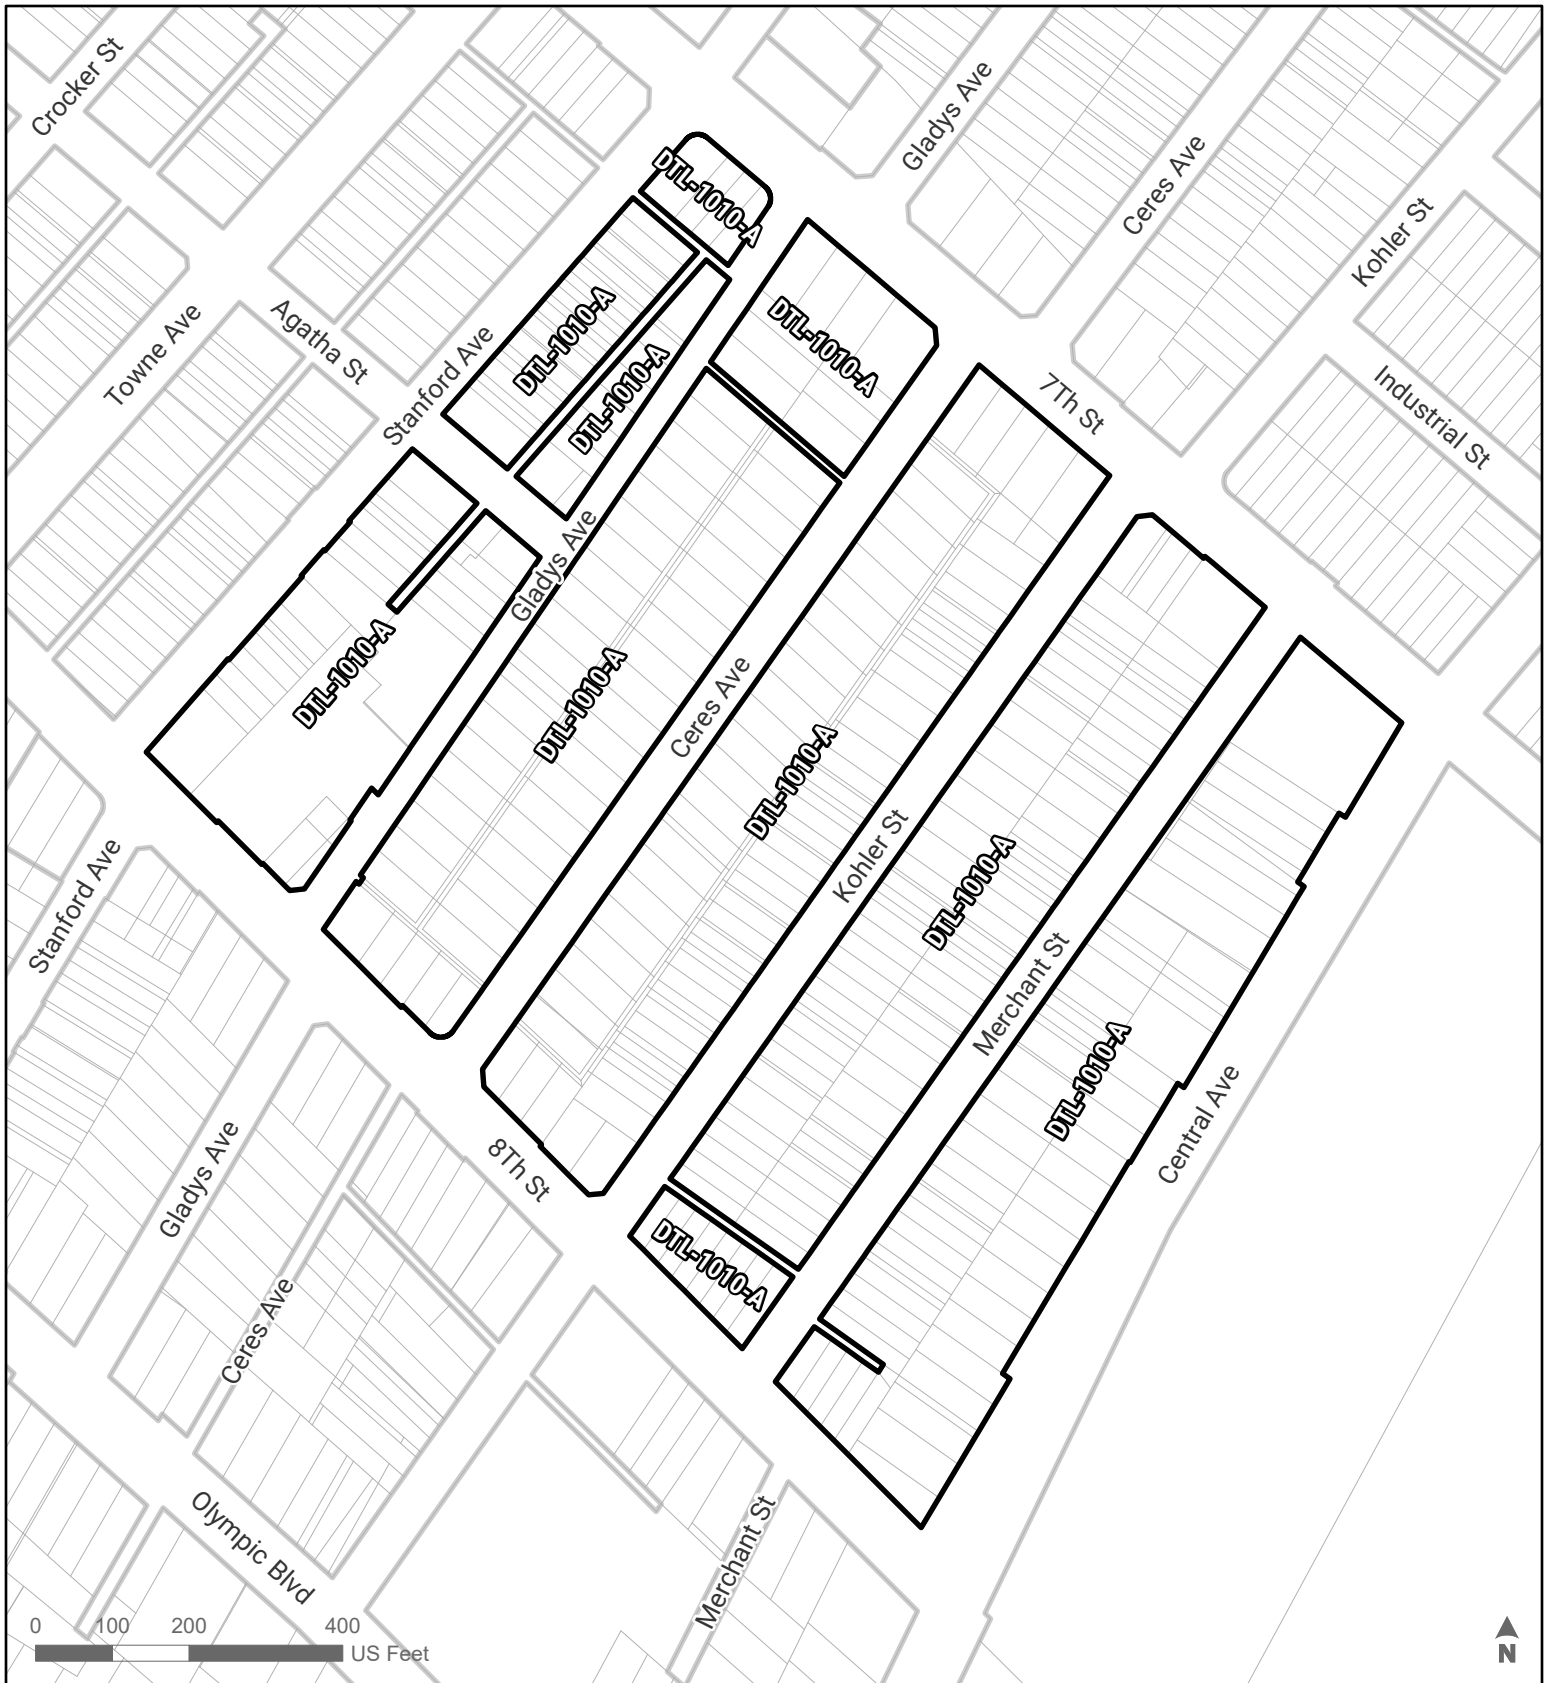 Crocker St
Gladys Ave
Ceres Ave
Kohler St
DTL-1010-A
DTL-1010-A
DTL-1010-A
DTL-1010-A
Towne Ave
Agatha St
Stanford Ave
7Th St
Industrial St
Gladys Ave
DTL-1010-A
DTL-1010-A
Ceres Ave
DTL-1010-A
Kohler St
DTL-1010-A
Stanford Ave
Merchant St
DTL-1010-A
Central Ave
Gladys Ave
8Th St
DTL-1010-A
Ceres Ave
Olympic Blvd
Merchant St
0 100 200 400
US Feet
N